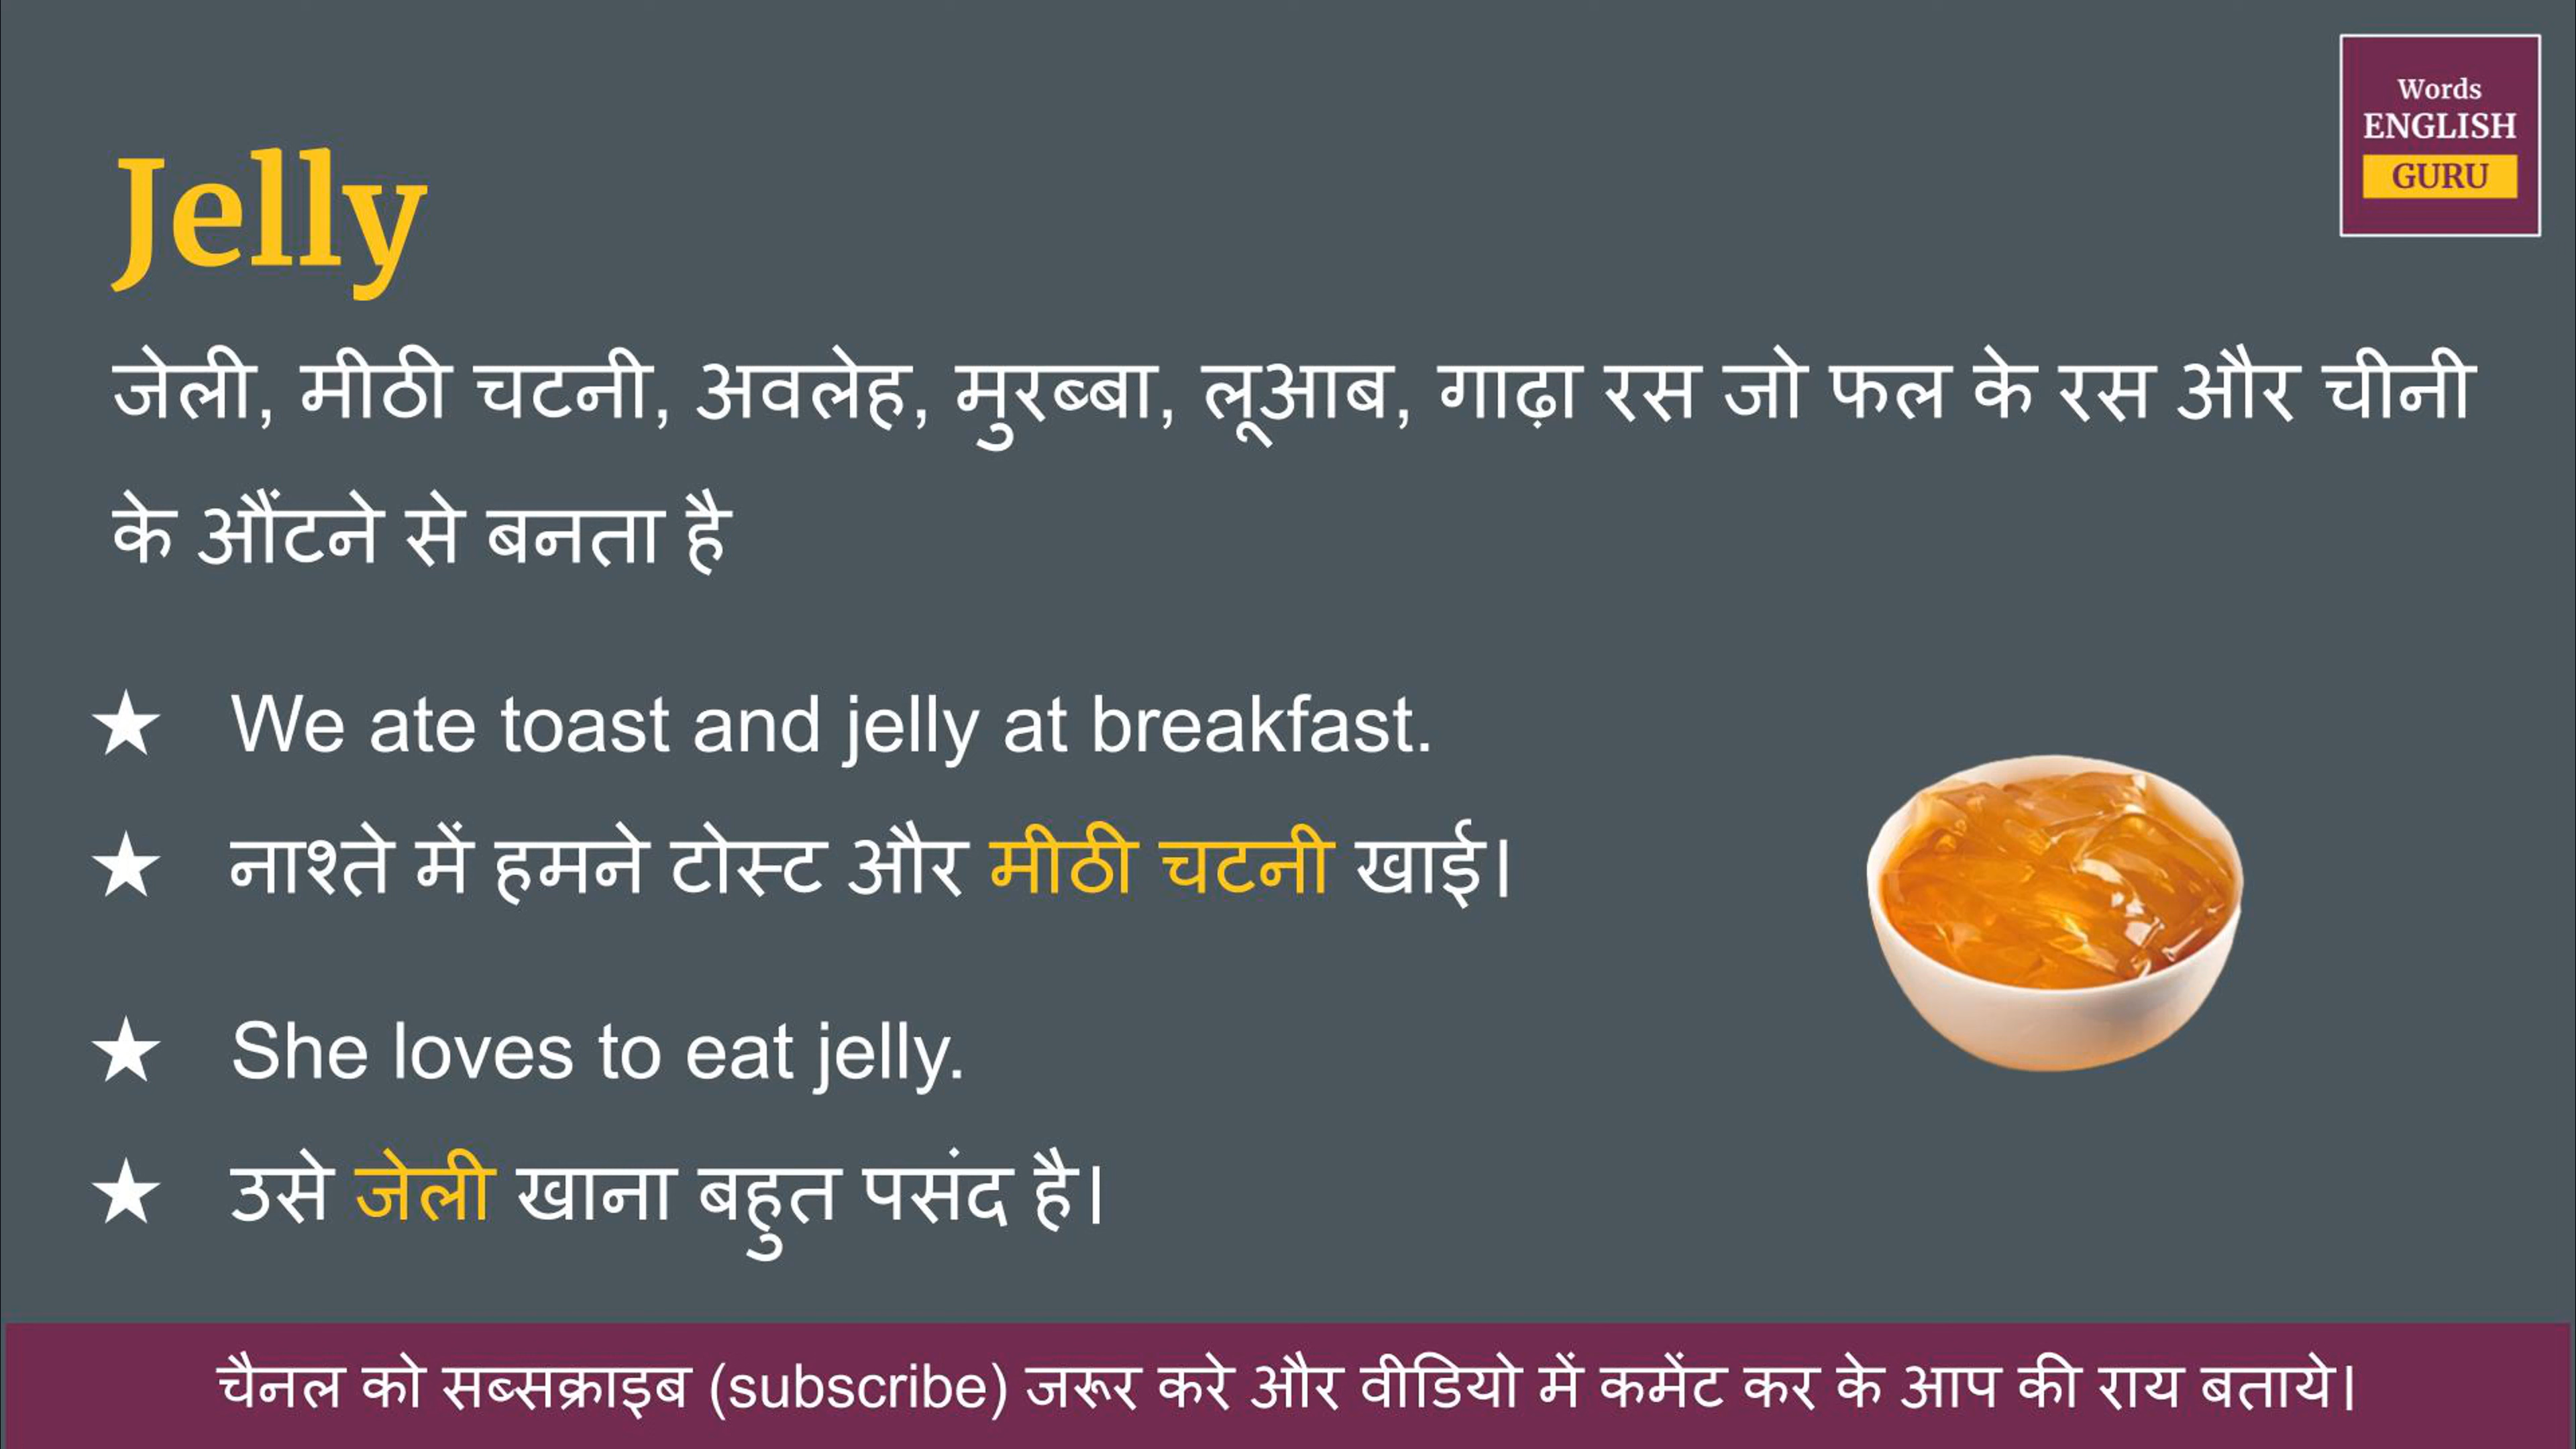 Words
ENGLISH
GURU
Jelly
जेली, मीठी चटनी, अवलेह, मुरब्बा, लूआब, गाढ़ा रस जो फल के रस और चीनी
के औंटने से बनता है
★ We ate toast and jelly at breakfast.
★ नाश्ते में हमने टोस्ट और मीठी चटनी खाई।
★ She loves to eat jelly.
★ उसे जेली खाना बहुत पसंद है।
चैनल को सब्सक्राइब (subscribe) जरूर करे और वीडियो में कमेंट कर के आप की राय बताये।